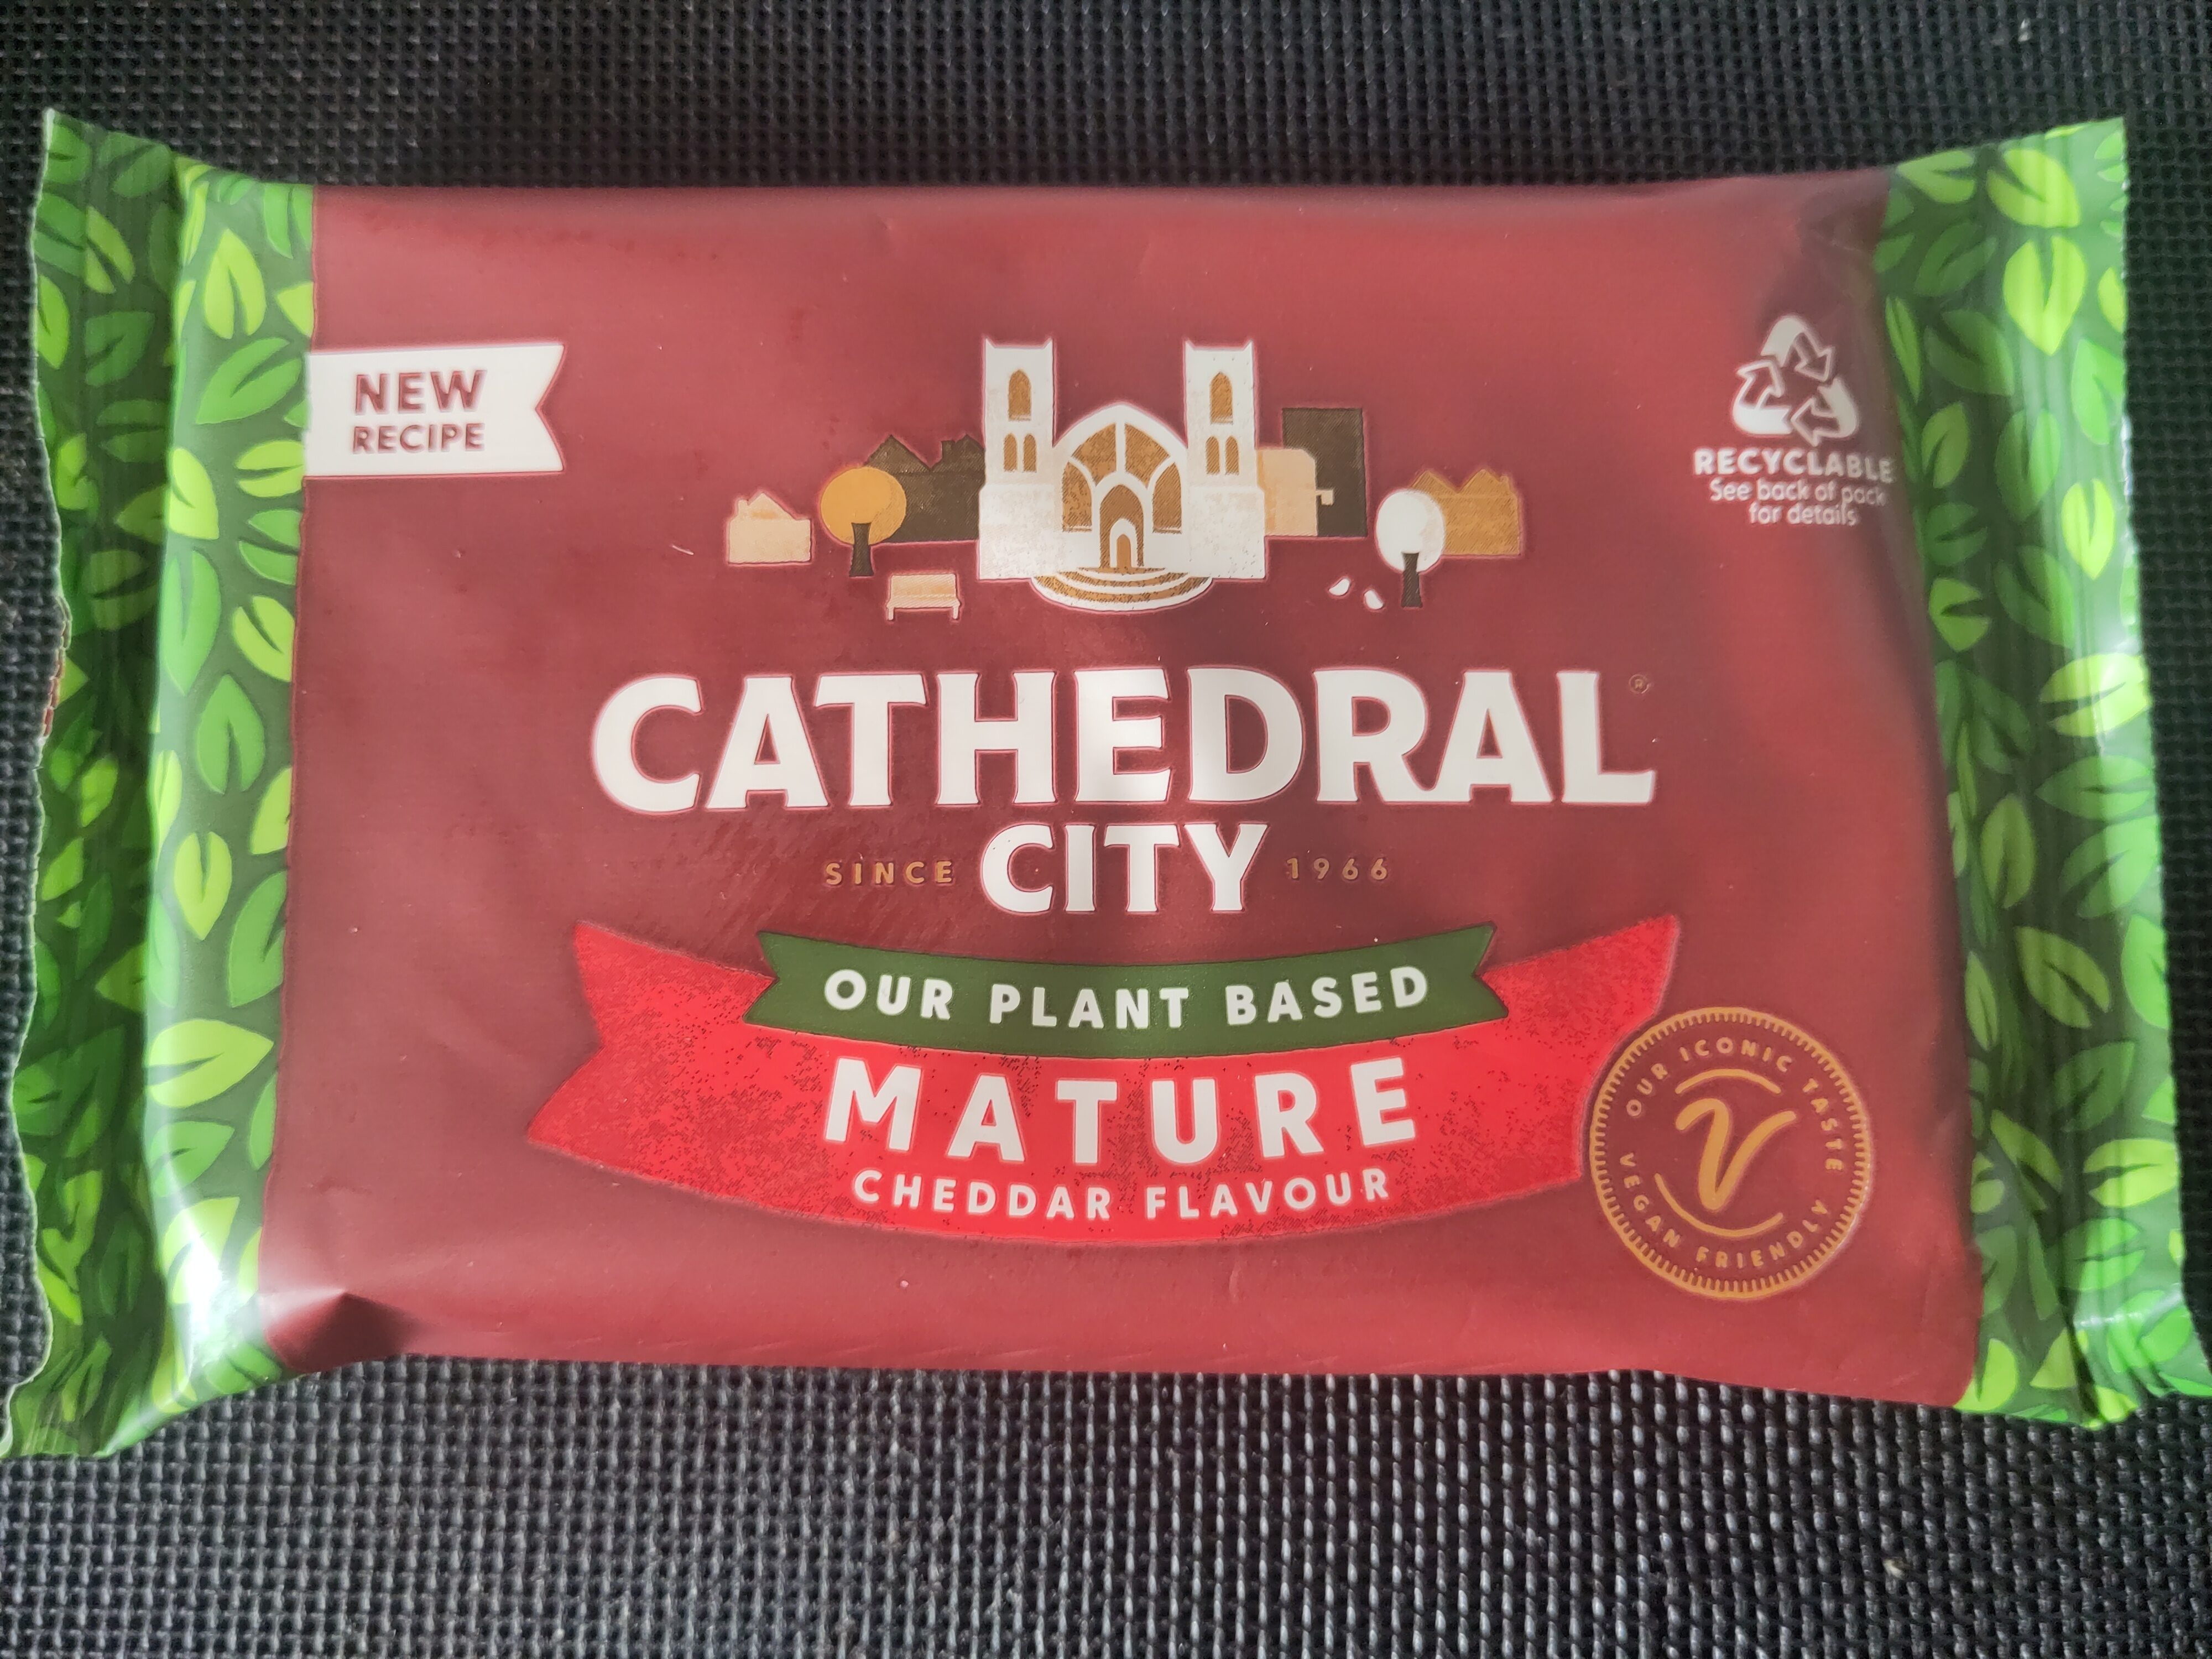 NEW
RECIPE
RECYCLABLE
See back of pack
for details
CATHEDRAL®
SINCE CITY 1966
OUR PLANT BASED
MATURE
CHEDDAR FLAVOUR
OUR ICONIC TASTE
V
VEGAN FRIENDLY